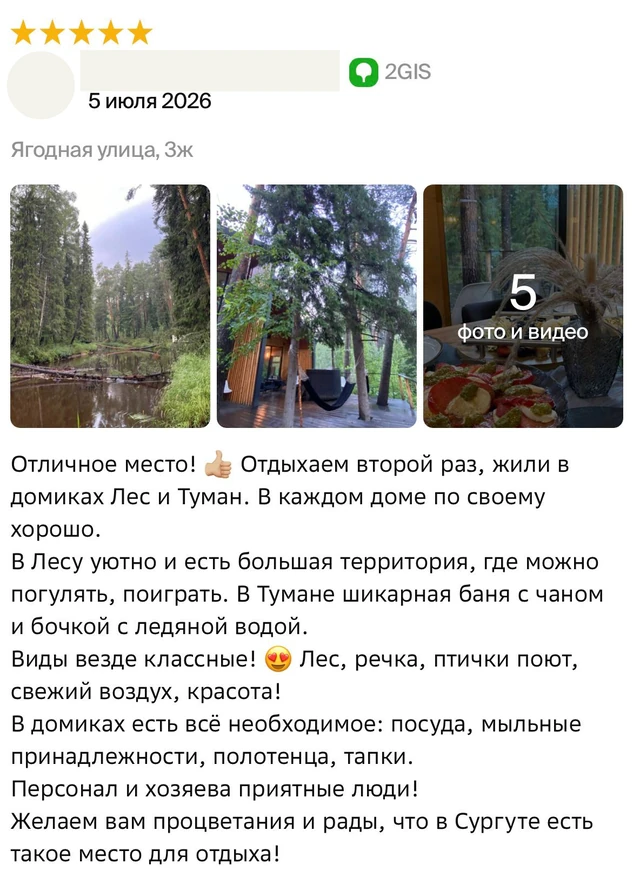 2GIS
5 июля 2026
Ягодная улица, 3ж
5
фото и видео
Отличное место! 👍🏼 Отдыхаем второй раз, жили в
домиках Лес и Туман. В каждом доме по своему
хорошо.
В Лесу уютно и есть большая территория, где можно
погулять, поиграть. В Тумане шикарная баня с чаном
и бочкой с ледяной водой.
Виды везде классные! 😍 Лес, речка, птички поют,
свежий воздух, красота!
В домиках есть всё необходимое: посуда, мыльные
принадлежности, полотенца, тапки.
Персонал и хозяева приятные люди!
Желаем вам процветания и рады, что в Сургуте есть
такое место для отдыха!